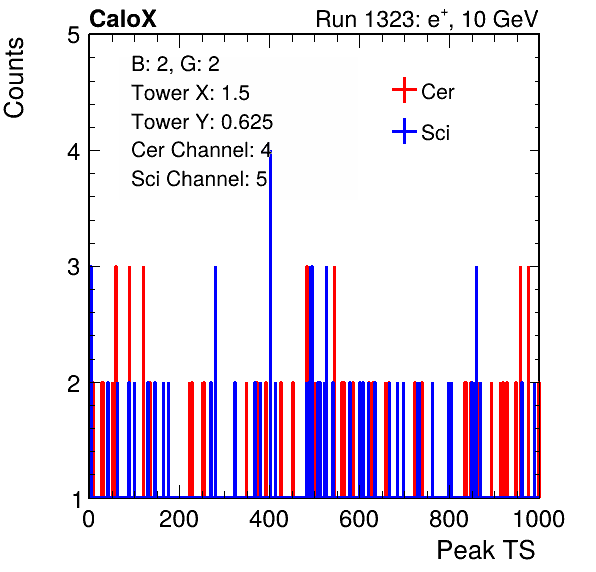 CaloX Run 1323: e+, 10 GeV
Counts
B: 2, G: 2
Tower X: 1.5
Tower Y: 0.625
Cer Channel: 4
Sci Channel: 5
Cer
Sci
5
4
3
2
1
0 200 400 600 800 1000
Peak TS